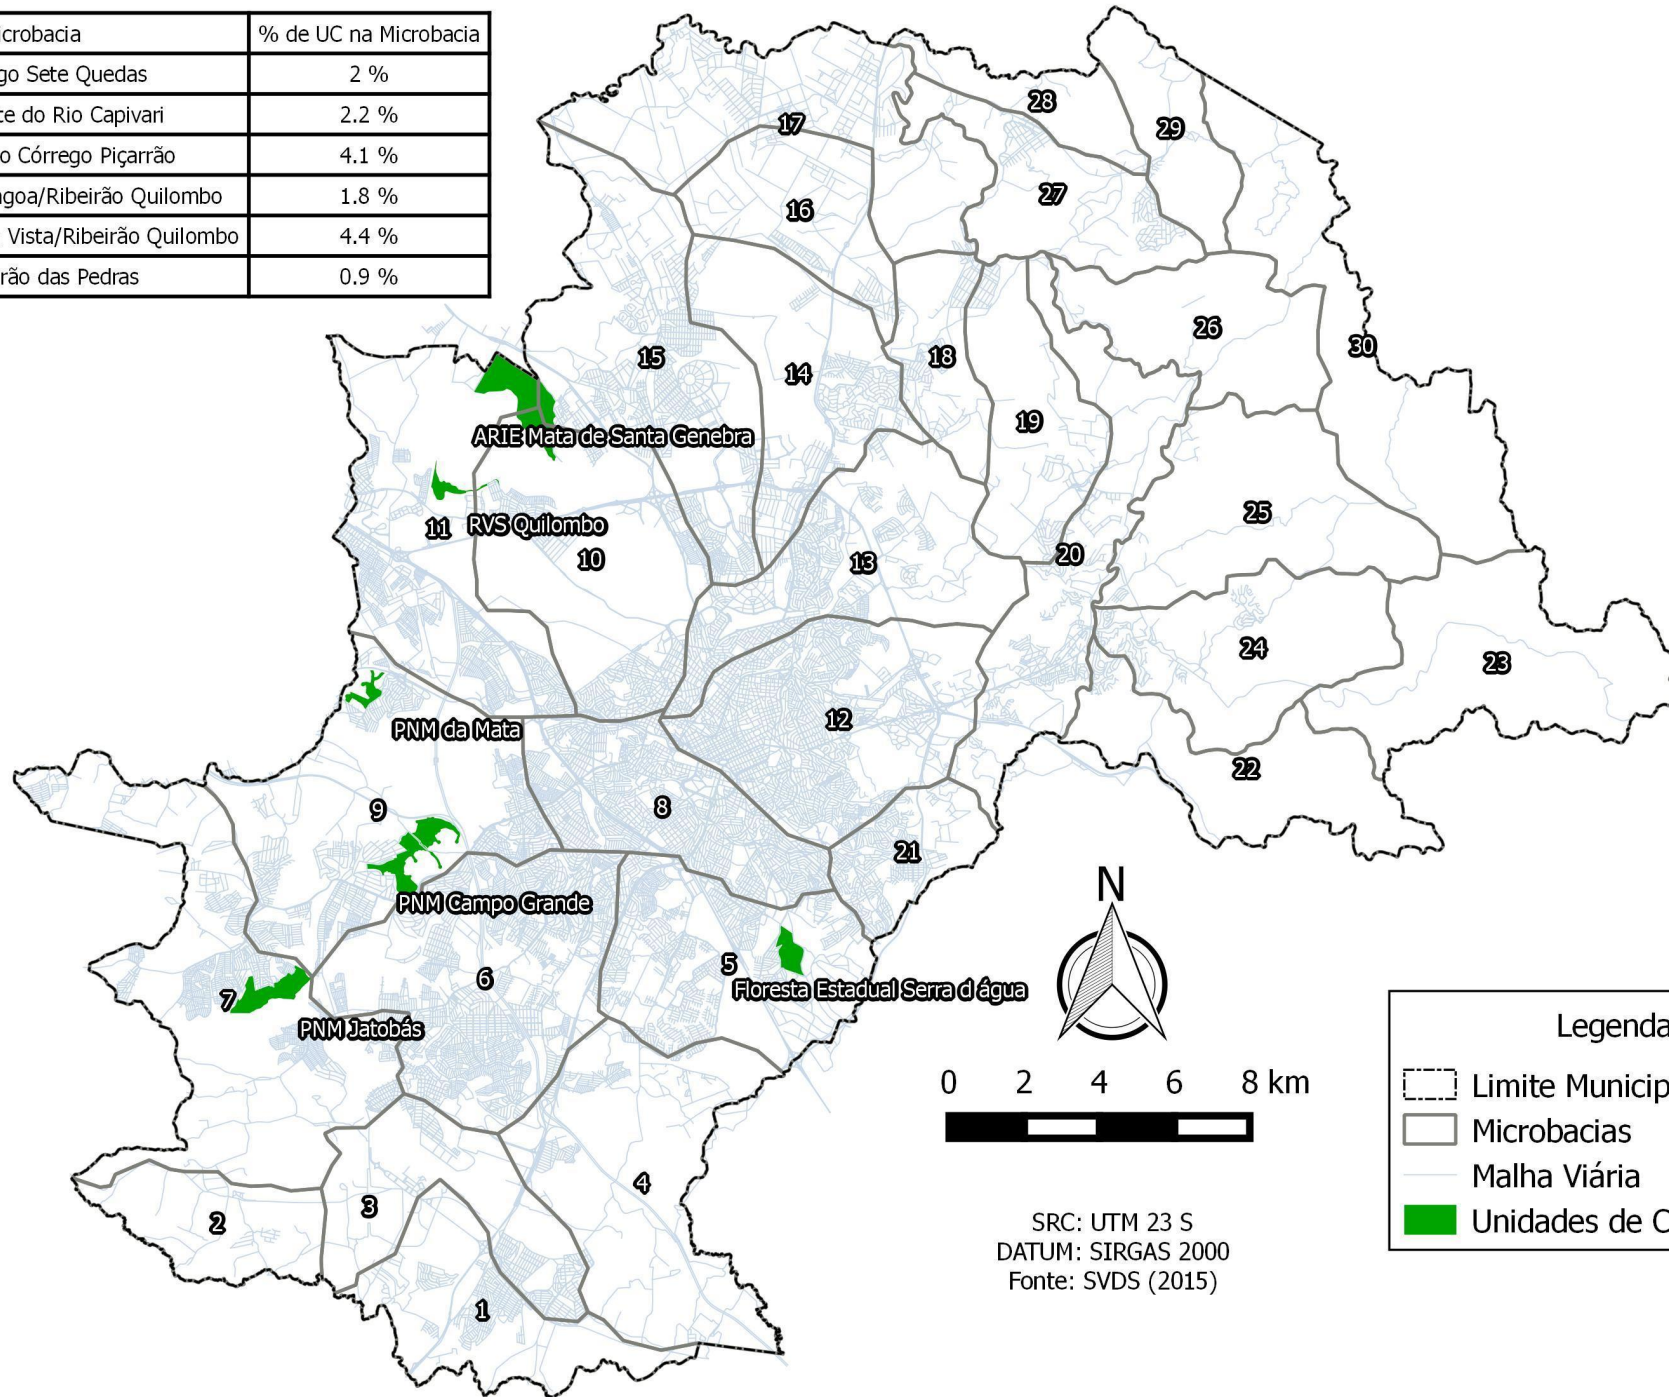 crobacia % de UC na Microbacia
go Sete Quedas 2 %
te do Rio Capivari 2.2 %
o Córrego Piçarrão 4.1 %
goa/Ribeirão Quilombo 1.8 %
Vista/Ribeirão Quilombo 4.4 %
rão das Pedras 0.9 %
28
29
17
27
16
26
30
15
14
18
19
ARIE Mata de Santa Genebra
25
11
RVS Quilombo
10
13
20
24
23
12
PNM da Mata
22
9
8
21
N
PNM Campo Grande
5
6
7
Floresta Estadual Serra d água
PNM Jatobás
0 2 4 6 8 km
4
3
2
1
SRC: UTM 23 S
DATUM: SIRGAS 2000
Fonte: SVDS (2015)
Legenda
Limite Municip
Microbacias
Malha Viária
Unidades de C